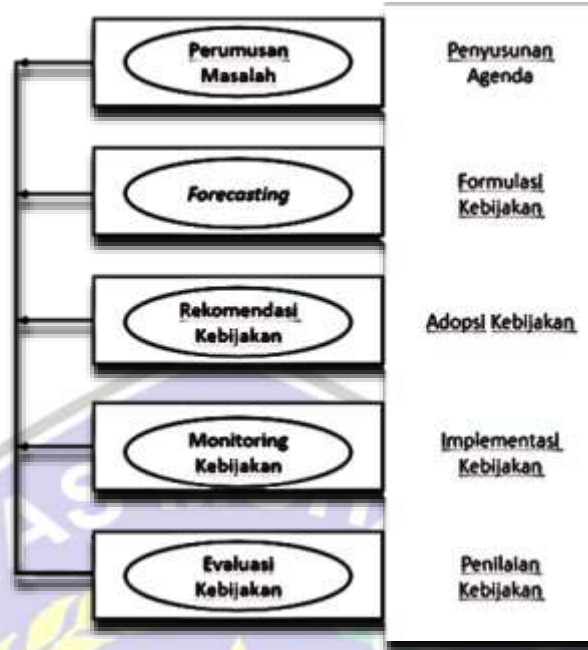 Perumusan
Masalah
Penyusunan
Agenda
Forecasting
Formulasi
Kebijakan
Rekomendasi
Kebijakan
Adopsi Kebijakan
Monitoring
Kebijakan
Implementasi
Kebijakan
Evaluasi
Kebijakan
Penilaian
Kebijakan